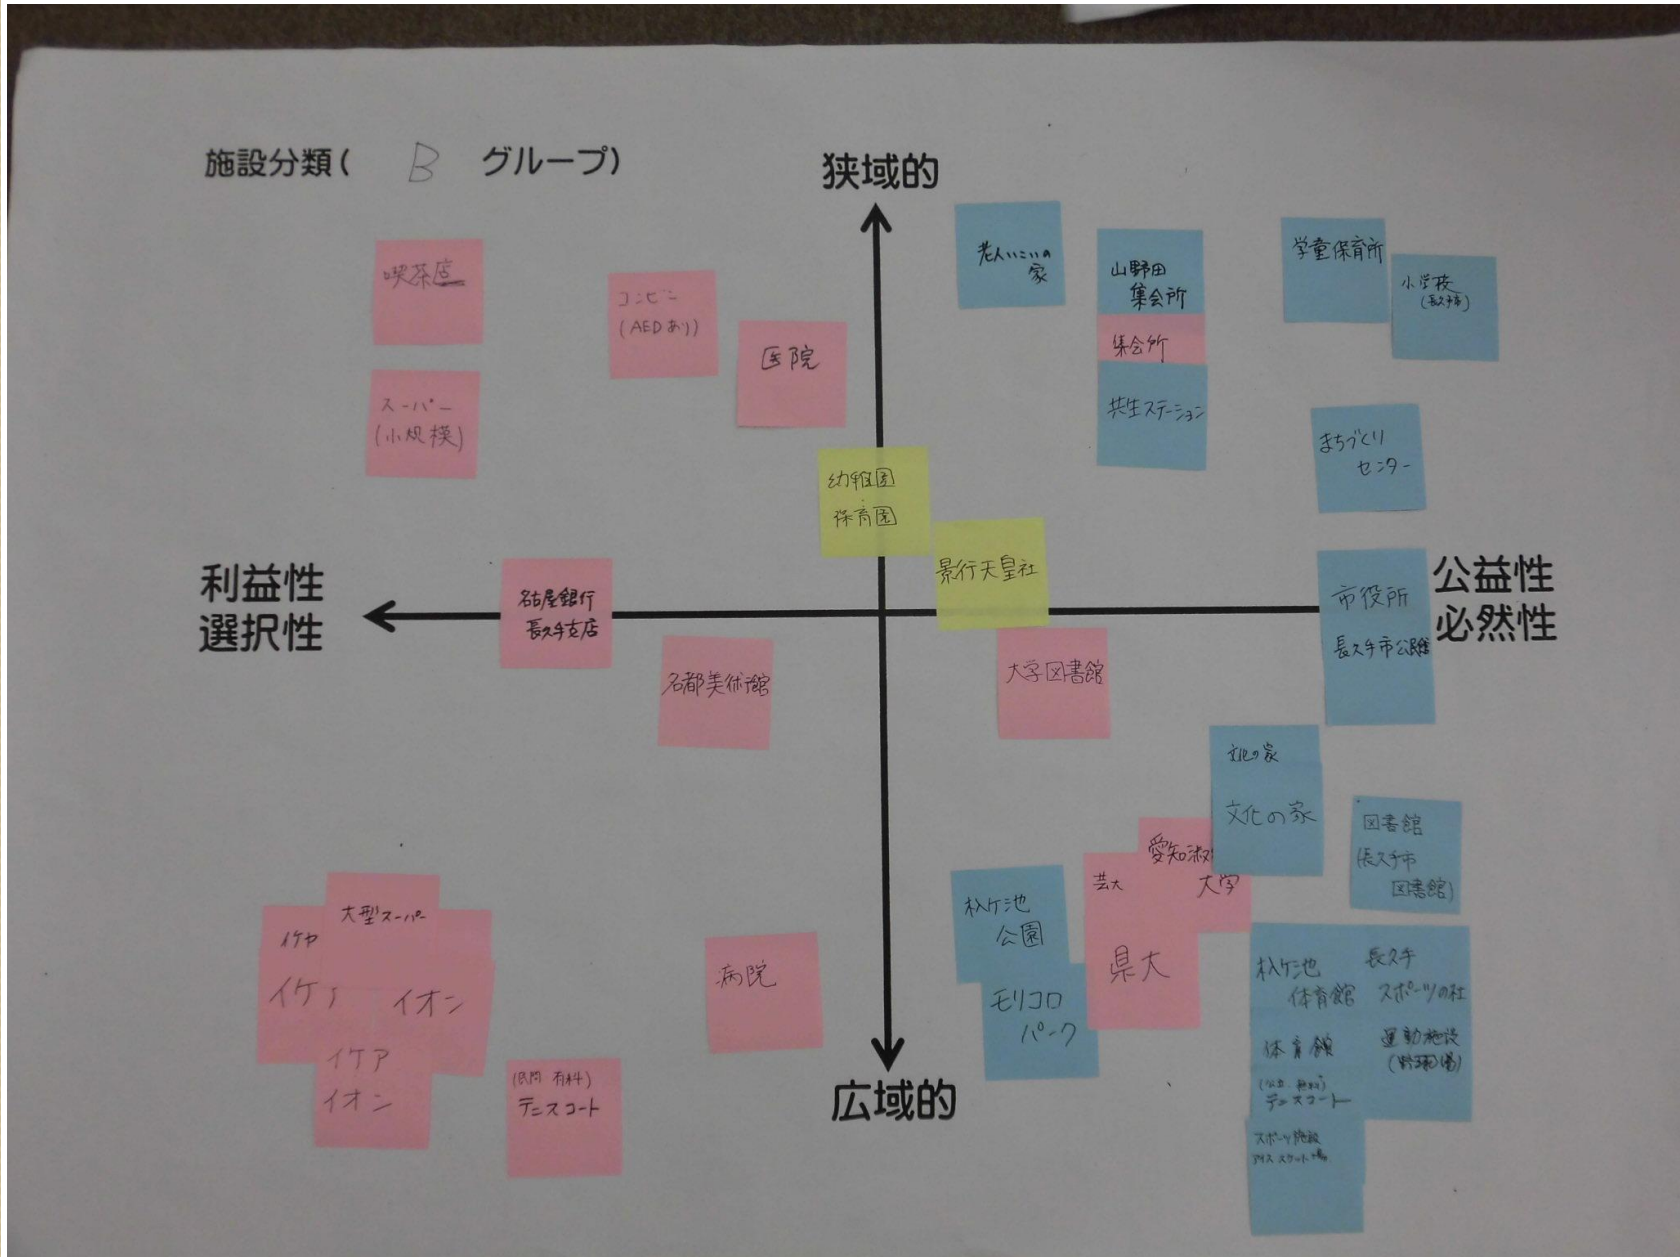 施設分類( B グループ)
狭域的
喫茶店
コンビニ
(AEDあり)
医院
スーパー
(小規模)
老人いこいの
家
山野田
集会所
集会所
共生ステーション
学童保育所
小学校
(長久手)
まちづくり
センター
幼稚園
保育園
景行天皇社
利益性
選択性
名古屋銀行
長久手支店
名都美術館
大学図書館
市役所
長久手市公民館
公益性
必然性
文化の家
文化の家
図書館
(長久手市
図書館)
愛知淑
大学
芸大
県大
杁ケ池
公園
モリコロ
パーク
病院
大型スーパー
イケヤ
イケア
イオン
イケア
イオン
(民間 有料)
テニスコート
広域的
杁ケ池
体育館
長久手
スポーツの杜
体育館
運動施設
(野球場)
(公立 無料)
テニスコート
スポーツ施設